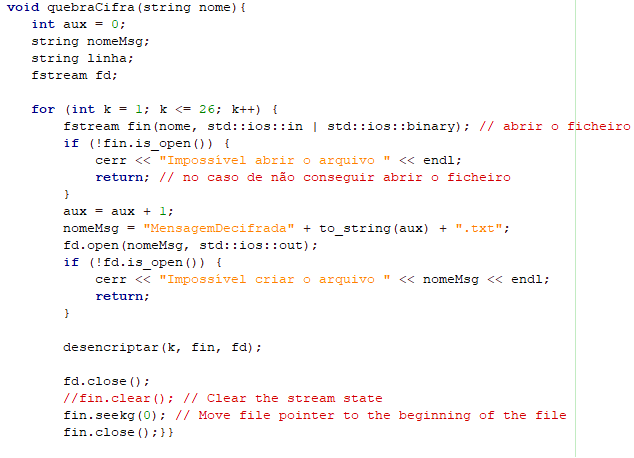 void quebraCifra(string nome){
int aux = 0;
string nomeMsg;
string linha;
fstream fd;
for (int k = 1; k <= 26; k++) {
fstream fin(nome, std::ios::in | std::ios::binary); // abrir o ficheiro
if (!fin.is_open()) {
cerr << "Impossível abrir o arquivo " << endl;
return; // no caso de não conseguir abrir o ficheiro
}
aux = aux + 1;
nomeMsg = "MensagemDecifrada" + to_string(aux) + ".txt";
fd.open(nomeMsg, std::ios::out);
if (!fd.is_open()) {
cerr << "Impossível criar o arquivo " << nomeMsg << endl;
return;
}
desencriptar(k, fin, fd);
fd.close();
//fin.clear(); // Clear the stream state
fin.seekg(0); // Move file pointer to the beginning of the file
fin.close();}}